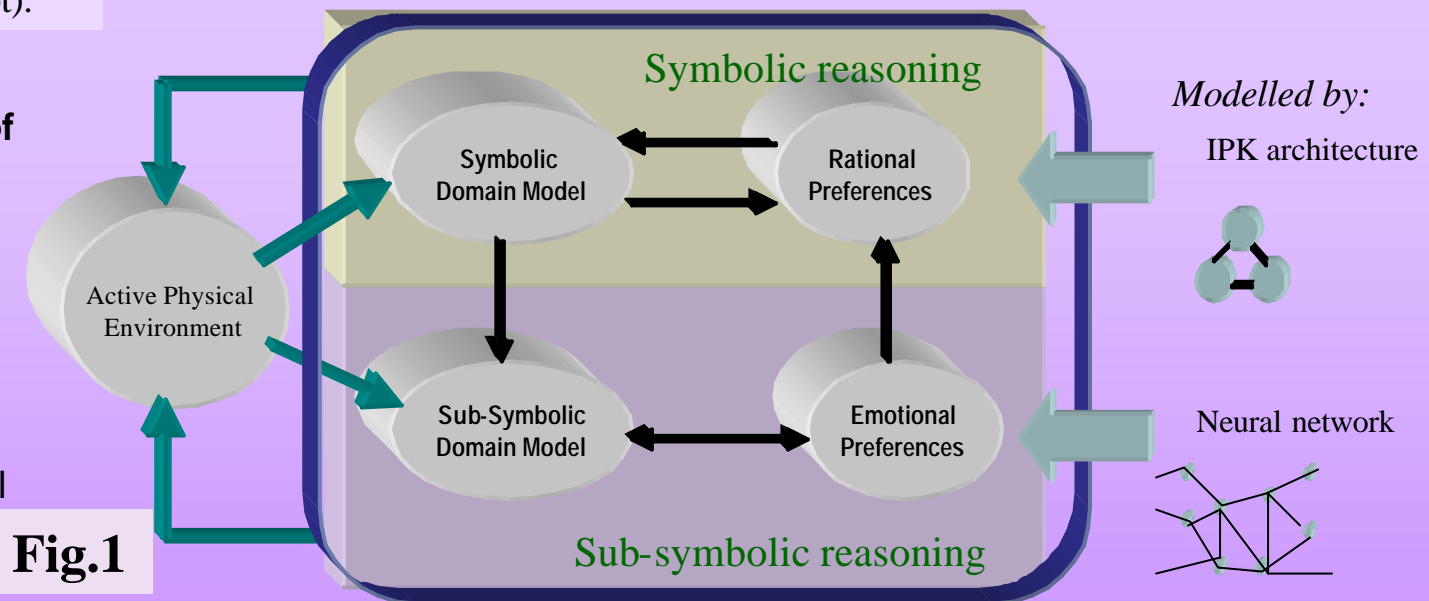 t).
of
l
Fig.1
Symbolic reasoning
Symbolic
Domain Model
Rational
Preferences
Active Physical
Environment
Sub-Symbolic
Domain Model
Emotional
Preferences
Sub-symbolic reasoning
Modelled by:
IPK architecture
Neural network